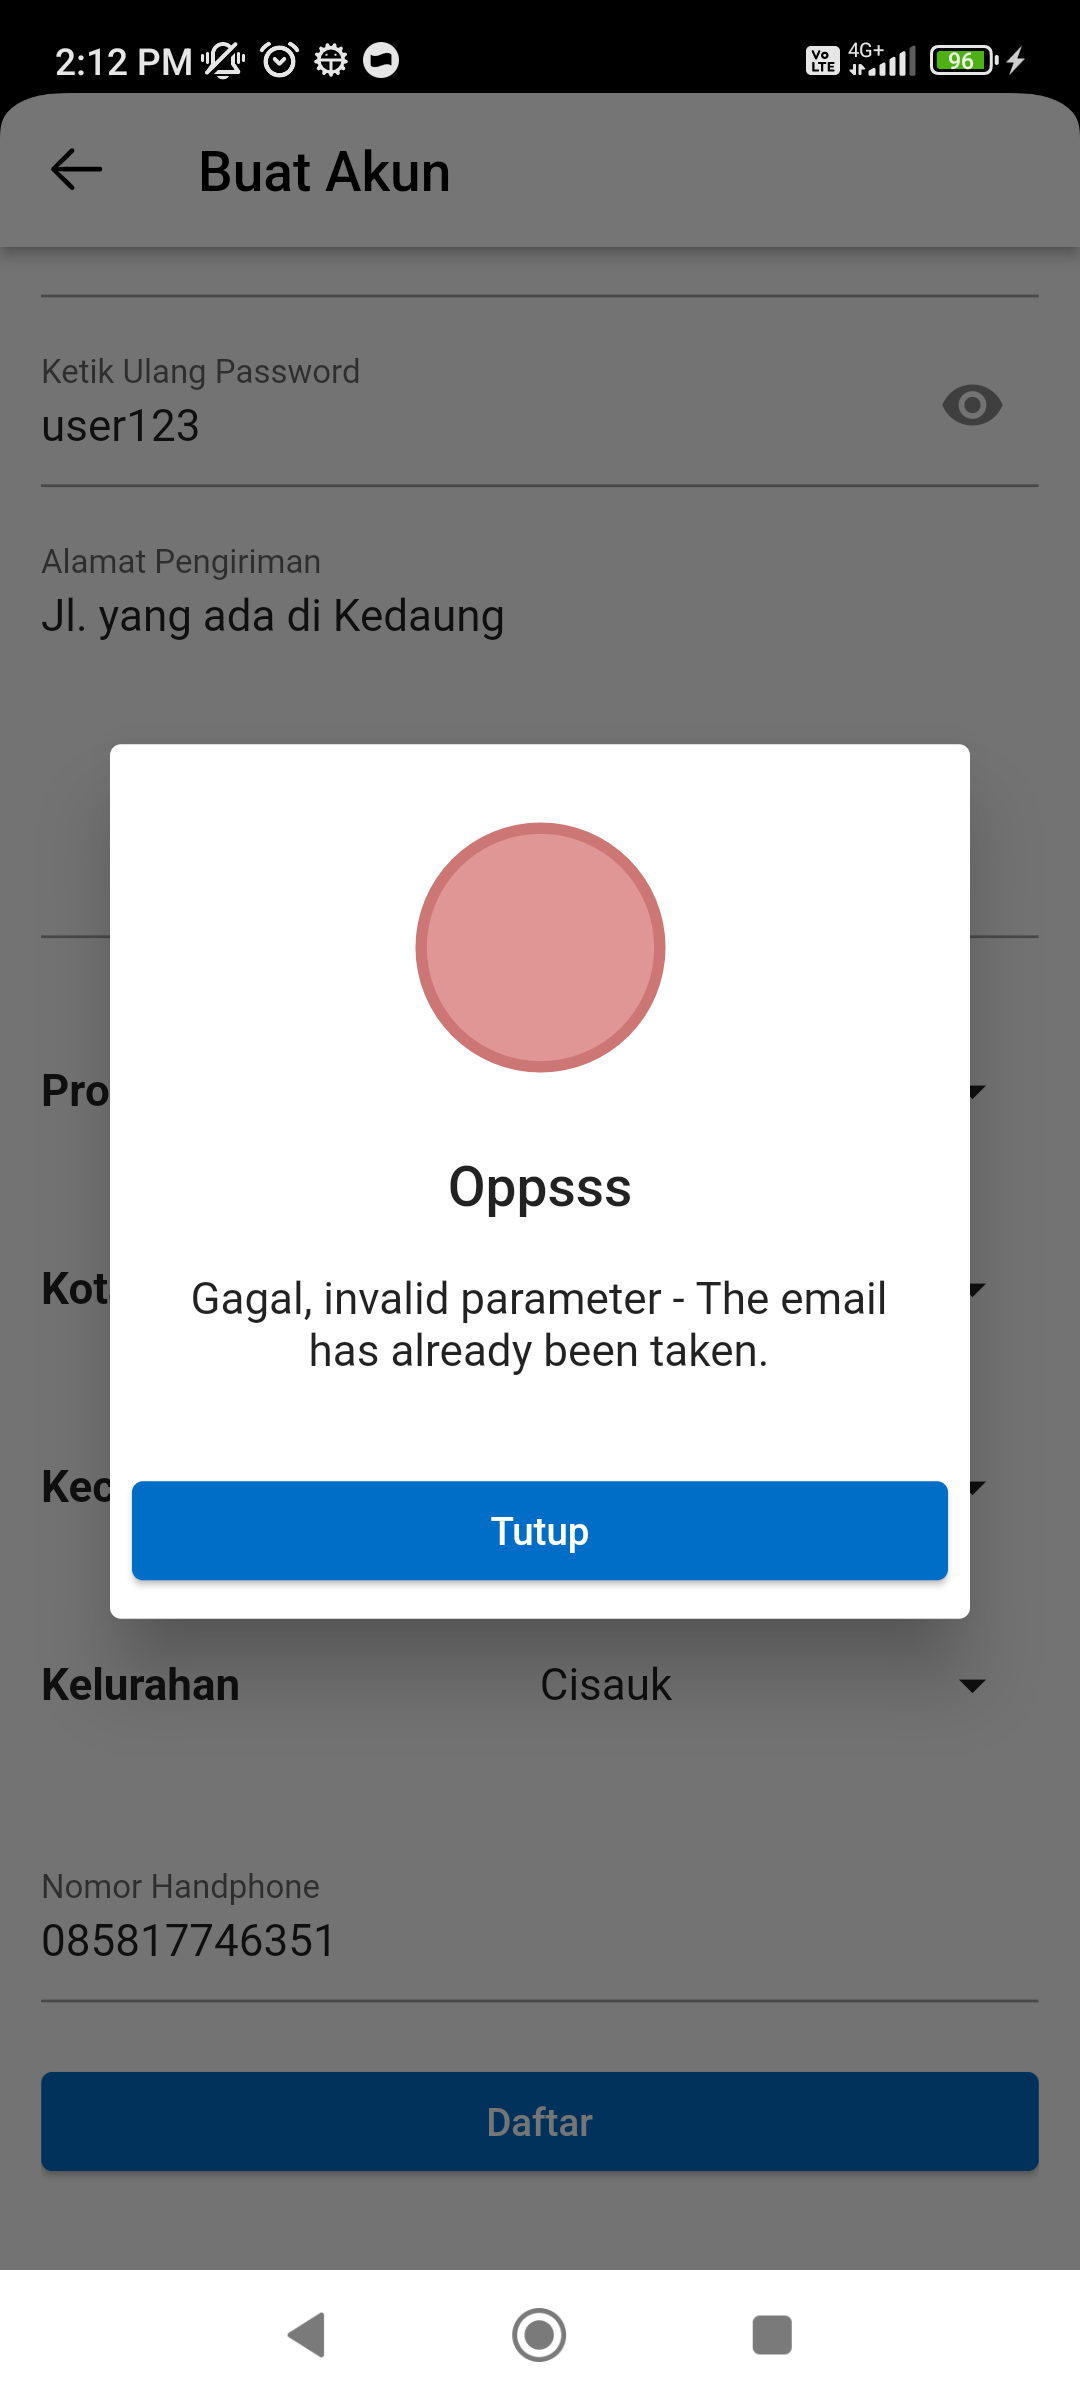 2:12 PM
Vo LTE
4G+
96
Buat Akun
Ketik Ulang Password
user123
Alamat Pengiriman
Jl. yang ada di Kedaung
Pro
Oppsss
Kot
Gagal, invalid parameter - The email
has already been taken.
Kec
Tutup
Kelurahan Cisauk
Nomor Handphone
085817746351
Daftar